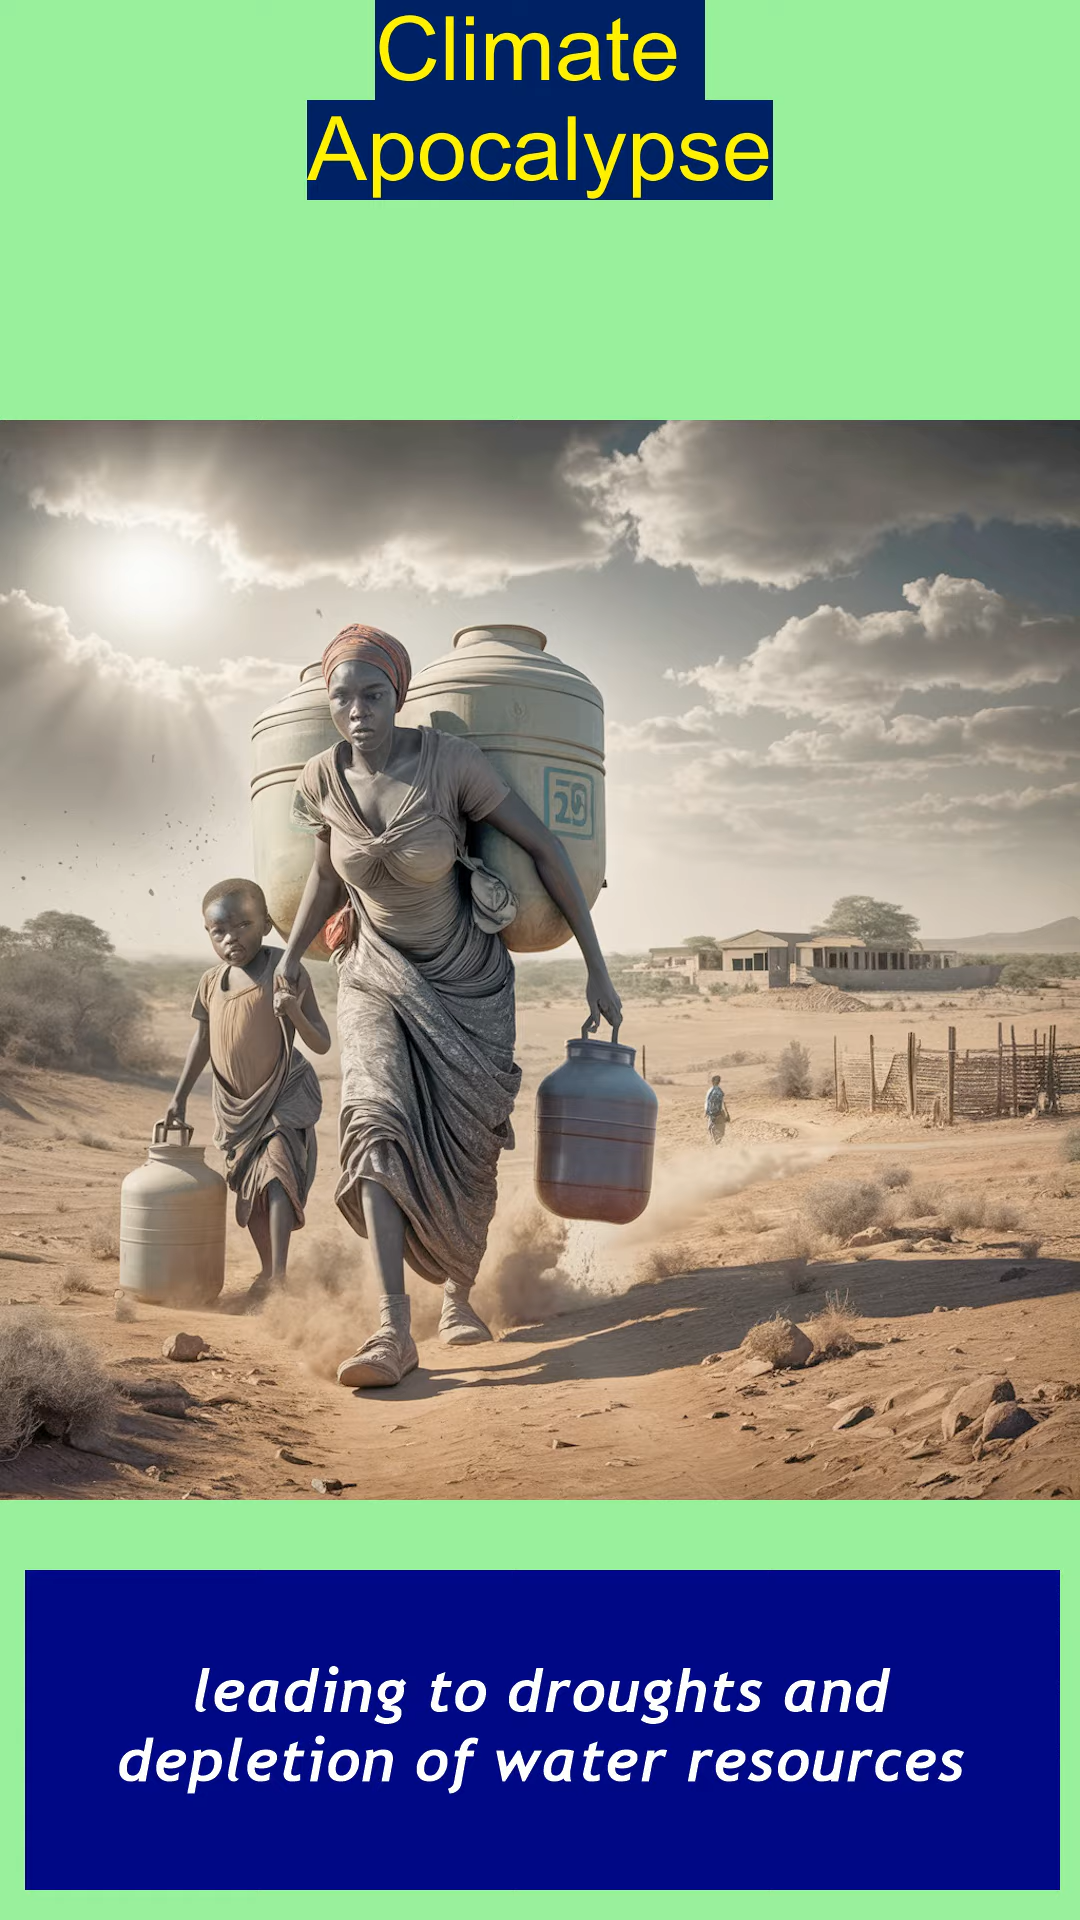 Climate
Apocalypse
leading to droughts and
depletion of water resources